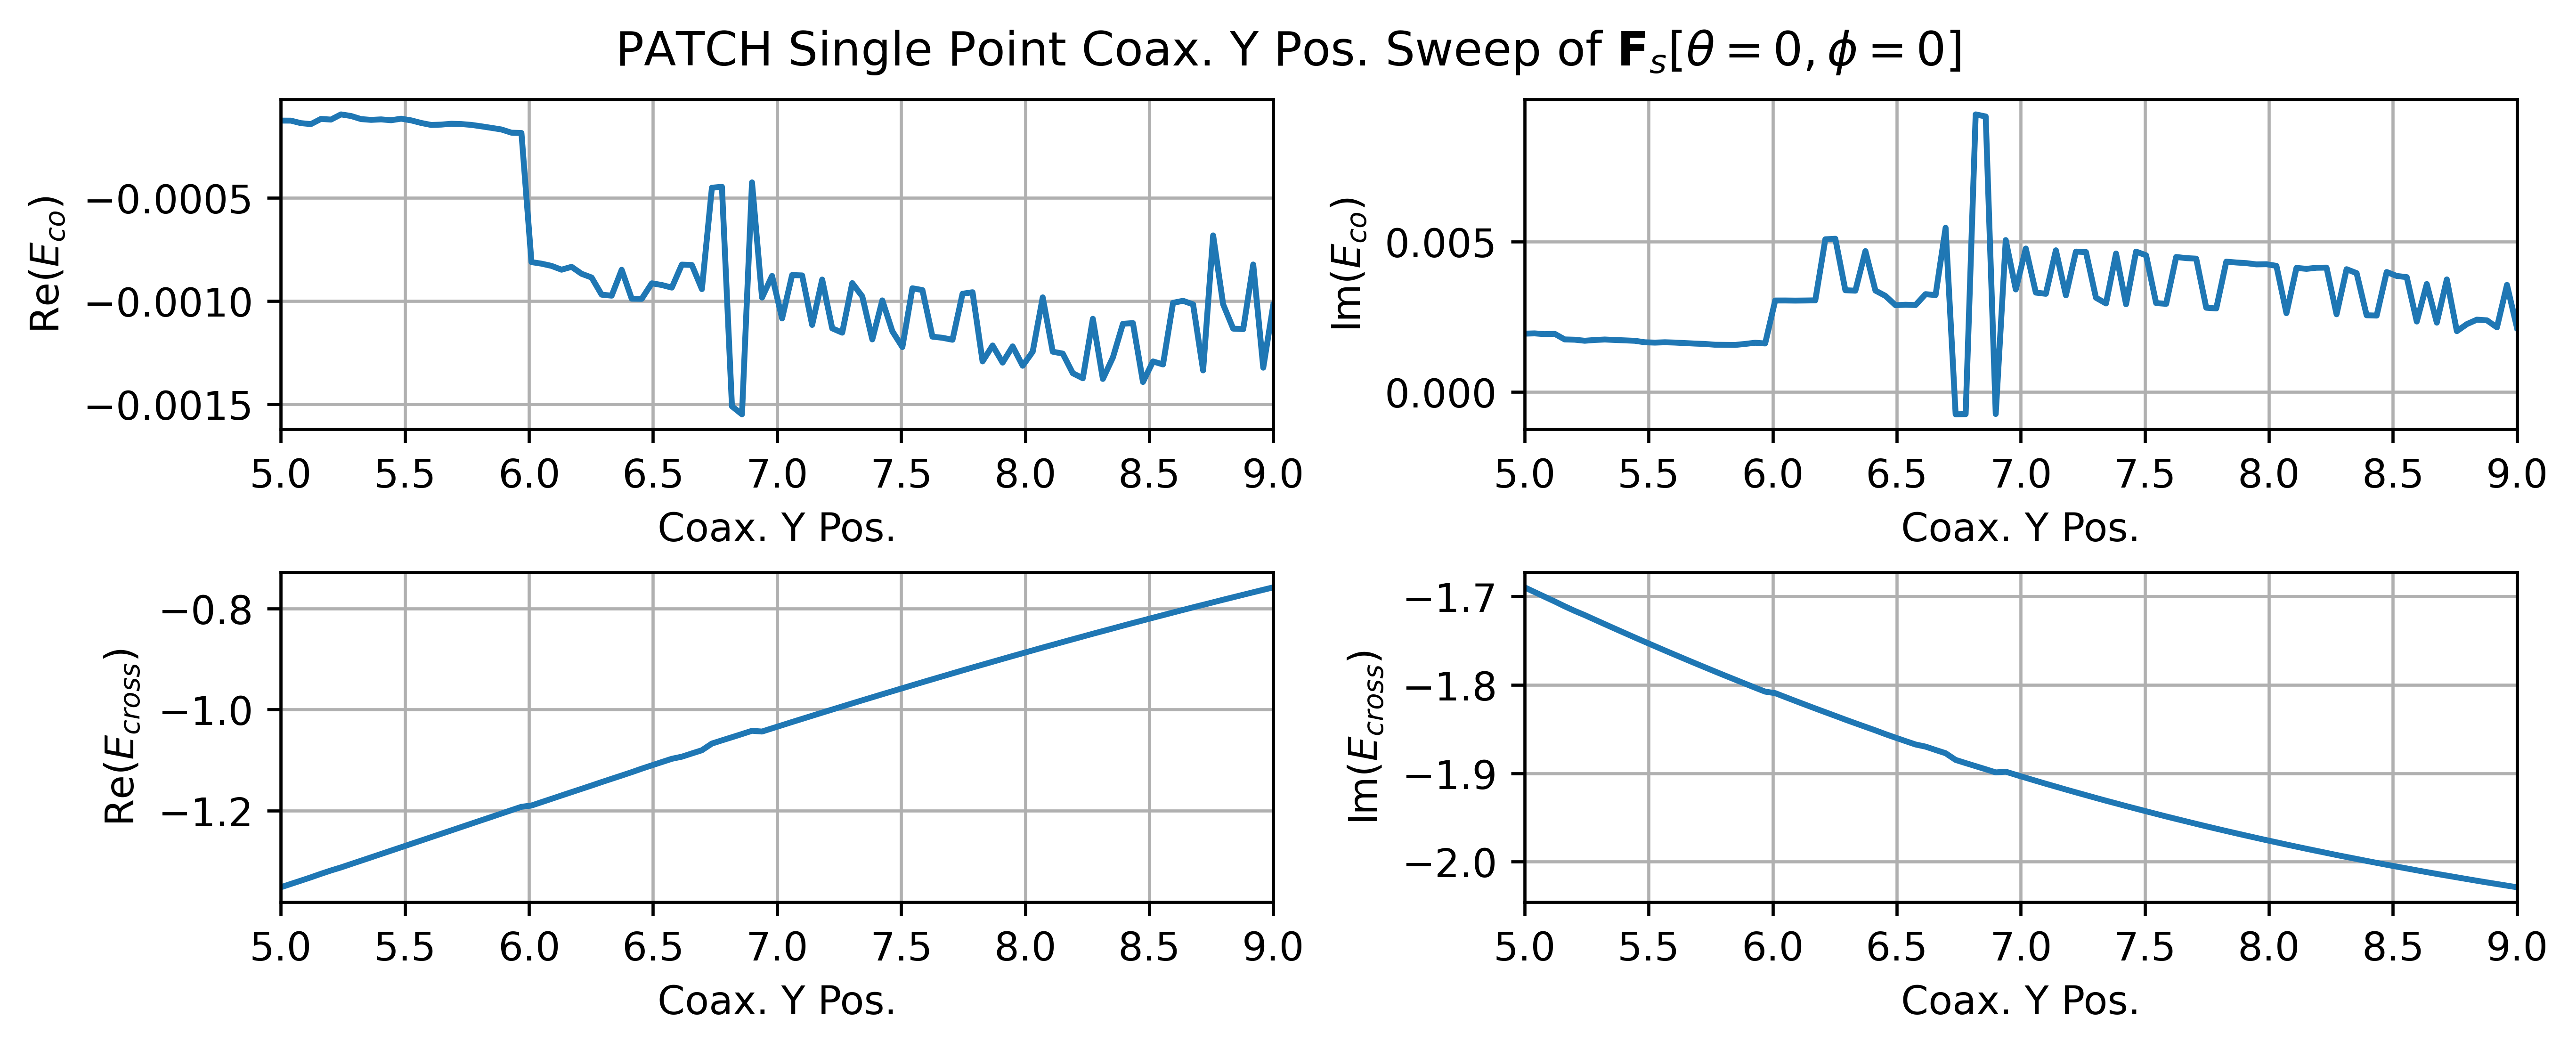 PATCH Single Point Coax. Y Pos. Sweep of F_s[θ = 0, ϕ = 0]
Re(E_co)
−0.0005
−0.0010
−0.0015
5.0 5.5 6.0 6.5 7.0 7.5 8.0 8.5 9.0
Coax. Y Pos.
Im(E_co)
0.005
0.000
5.0 5.5 6.0 6.5 7.0 7.5 8.0 8.5 9.0
Coax. Y Pos.
Re(E_cross)
−0.8
−1.0
−1.2
5.0 5.5 6.0 6.5 7.0 7.5 8.0 8.5 9.0
Coax. Y Pos.
Im(E_cross)
−1.7
−1.8
−1.9
−2.0
5.0 5.5 6.0 6.5 7.0 7.5 8.0 8.5 9.0
Coax. Y Pos.